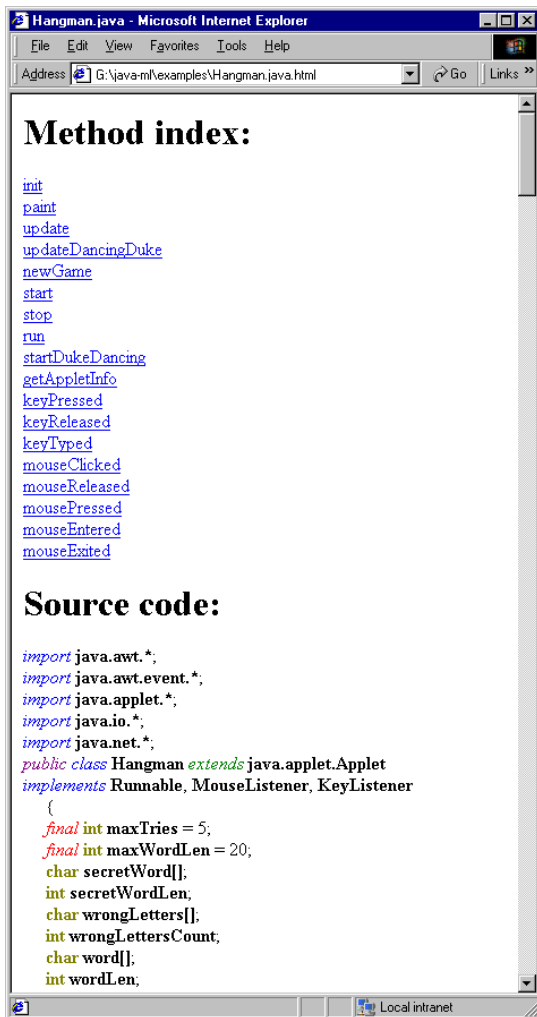 Hangman.java - Microsoft Internet Explorer
File Edit View Favorites Tools Help
Address G:\java-ml\examples\Hangman.java.html Go Links »
Method index:
init
paint
update
updateDancingDuke
newGame
start
stop
run
startDukeDancing
getAppletInfo
keyPressed
keyReleased
keyTyped
mouseClicked
mouseReleased
mousePressed
mouseEntered
mouseExited
Source code:
import java.awt.*;
import java.awt.event.*;
import java.applet.*;
import java.io.*;
import java.net.*;
public class Hangman extends java.applet.Applet
implements Runnable, MouseListener, KeyListener
{
final int maxTries = 5;
final int maxWordLen = 20;
char secretWord[];
int secretWordLen;
char wrongLetters[];
int wrongLettersCount;
char word[];
int wordLen;
Local intranet